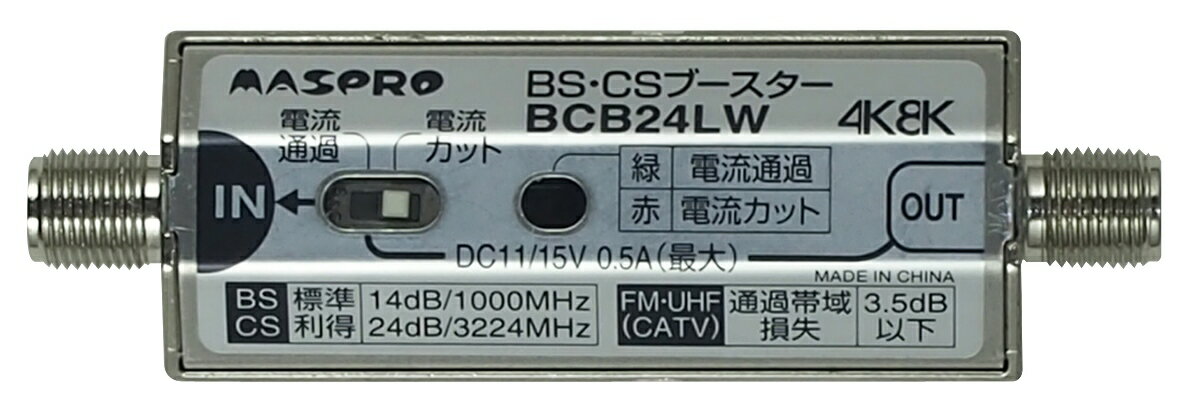 MASPRO
BS・CSブースター
BCB24LW
4K8K
電流
通過
電流
カット
IN
緑 電流通過
赤 電流カット
OUT
DC11/15V 0.5A(最大)
MADE IN CHINA
BS
CS
標準
利得
14dB/1000MHz
24dB/3224MHz
FM・UHF
(CATV)
通過帯域
損失
3.5dB
以下